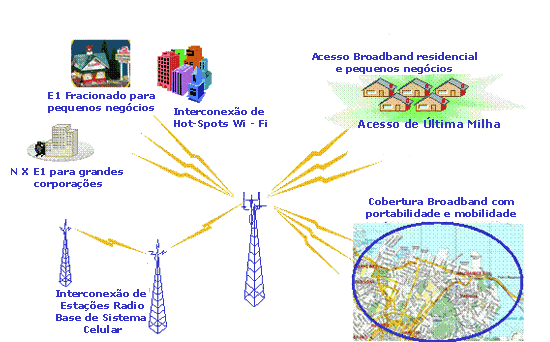 E1 Fracionado para
pequenos negócios
Interconexão de
Hot-Spots Wi - Fi
Acesso Broadband residencial
e pequenos negócios
Acesso de Última Milha
N X E1 para grandes
corporações
Cobertura Broadband com
portabilidade e mobilidade
Interconexão de
Estações Radio
Base de Sistema
Celular